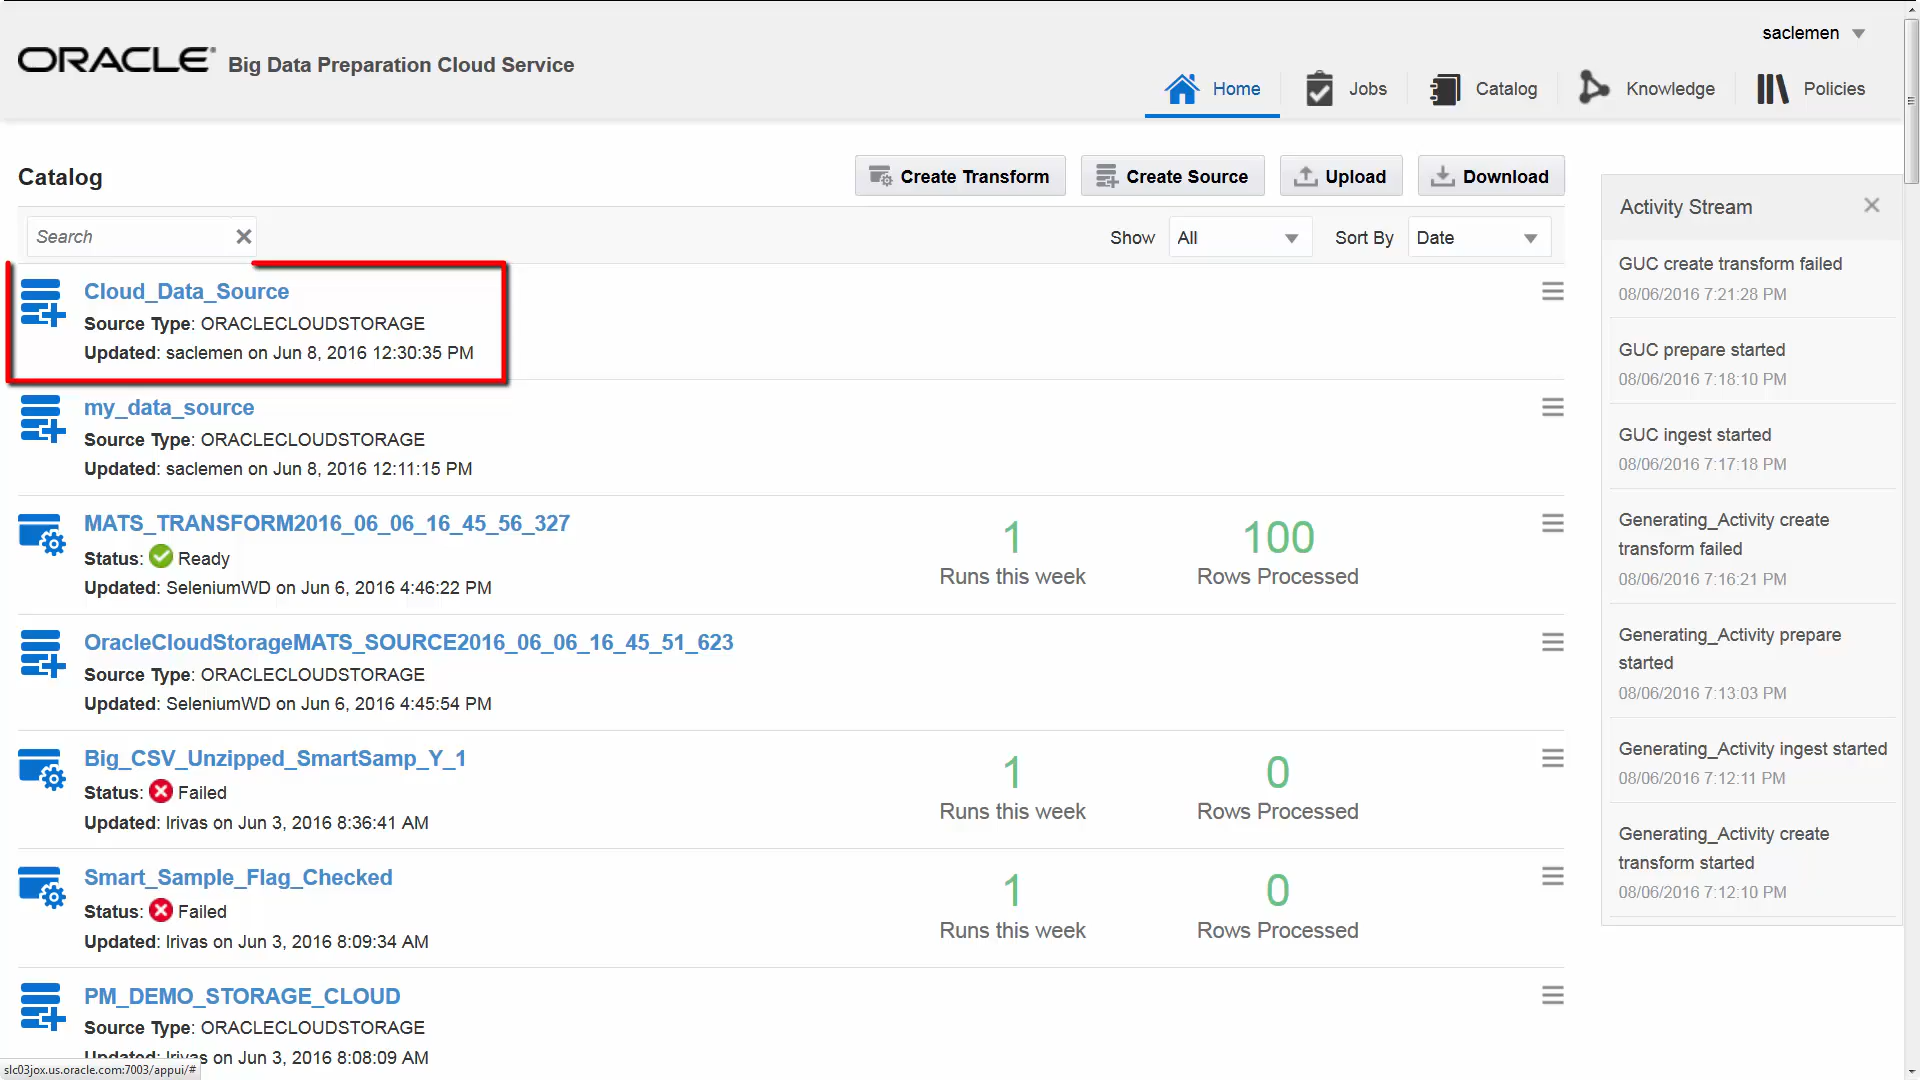 saclemen
ORACLE Big Data Preparation Cloud Service
Home Jobs Catalog Knowledge Policies
Catalog
Create Transform Create Source Upload Download
Search
Show All Sort By Date
Cloud_Data_Source
Source Type: ORACLECLOUDSTORAGE
Updated: saclemen on Jun 8, 2016 12:30:35 PM
my_data_source
Source Type: ORACLECLOUDSTORAGE
Updated: saclemen on Jun 8, 2016 12:11:15 PM
MATS_TRANSFORM2016_06_06_16_45_56_327
Status: Ready
Updated: SeleniumWD on Jun 6, 2016 4:46:22 PM
1
Runs this week
100
Rows Processed
OracleCloudStorageMATS_SOURCE2016_06_06_16_45_51_623
Source Type: ORACLECLOUDSTORAGE
Updated: SeleniumWD on Jun 6, 2016 4:45:54 PM
Big_CSV_Unzipped_SmartSamp_Y_1
Status: Failed
Updated: lrivas on Jun 3, 2016 8:36:41 AM
1
Runs this week
0
Rows Processed
Smart_Sample_Flag_Checked
Status: Failed
Updated: lrivas on Jun 3, 2016 8:09:34 AM
1
Runs this week
0
Rows Processed
PM_DEMO_STORAGE_CLOUD
Source Type: ORACLECLOUDSTORAGE
Updated: lrivas on Jun 3, 2016 8:08:09 AM
Activity Stream
GUC create transform failed
08/06/2016 7:21:28 PM
GUC prepare started
08/06/2016 7:18:10 PM
GUC ingest started
08/06/2016 7:17:18 PM
Generating_Activity create
transform failed
08/06/2016 7:16:21 PM
Generating_Activity prepare
started
08/06/2016 7:13:03 PM
Generating_Activity ingest started
08/06/2016 7:12:11 PM
Generating_Activity create
transform started
08/06/2016 7:12:10 PM
slc03jox.us.oracle.com:7003/appui/#